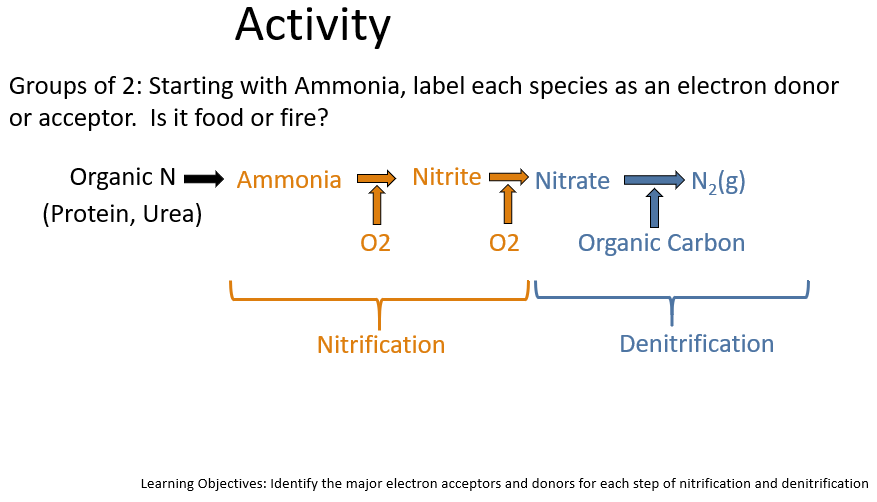 Activity
Groups of 2: Starting with Ammonia, label each species as an electron donor
or acceptor.  Is it food or fire?
Organic N
(Protein, Urea)
Ammonia
Nitrite
Nitrate
N₂(g)
O2
O2
Organic Carbon
Nitrification
Denitrification
Learning Objectives: Identify the major electron acceptors and donors for each step of nitrification and denitrification